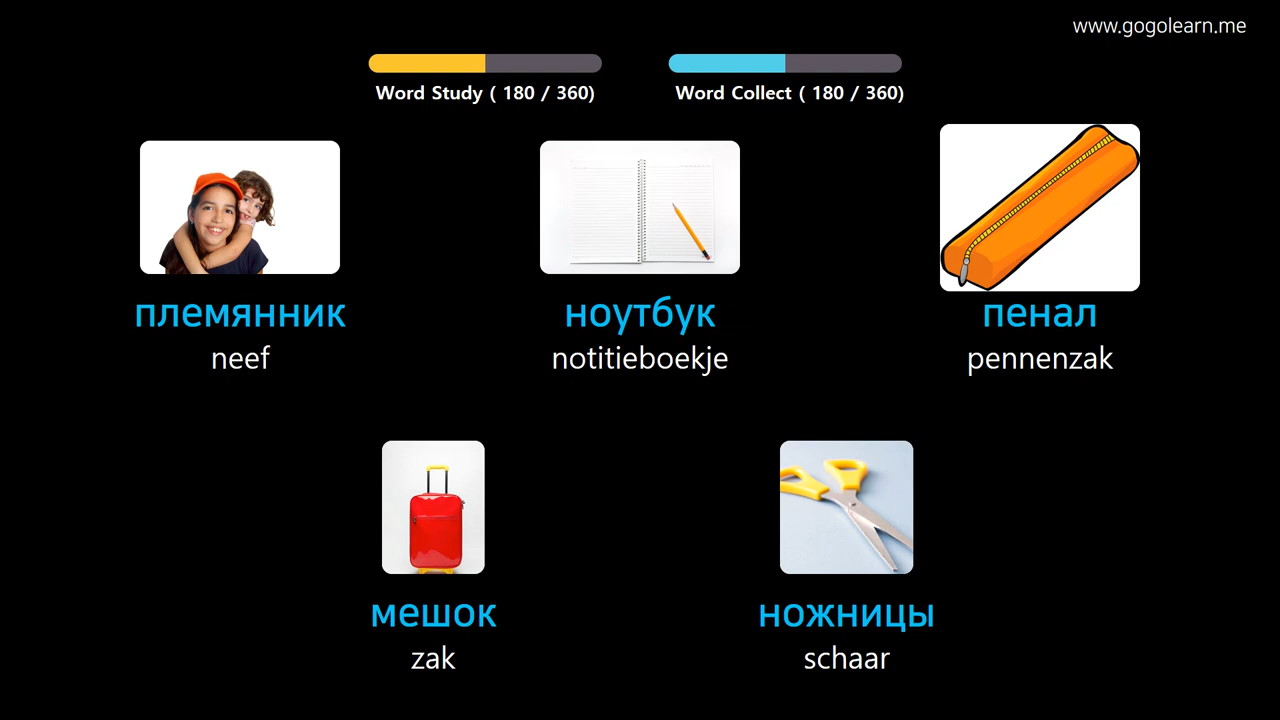 www.gogolearn.me
Word Study ( 180 / 360)
Word Collect ( 180 / 360)
племянник
neef
ноутбук
notitieboekje
пенал
pennenzak
мешок
zak
ножницы
schaar